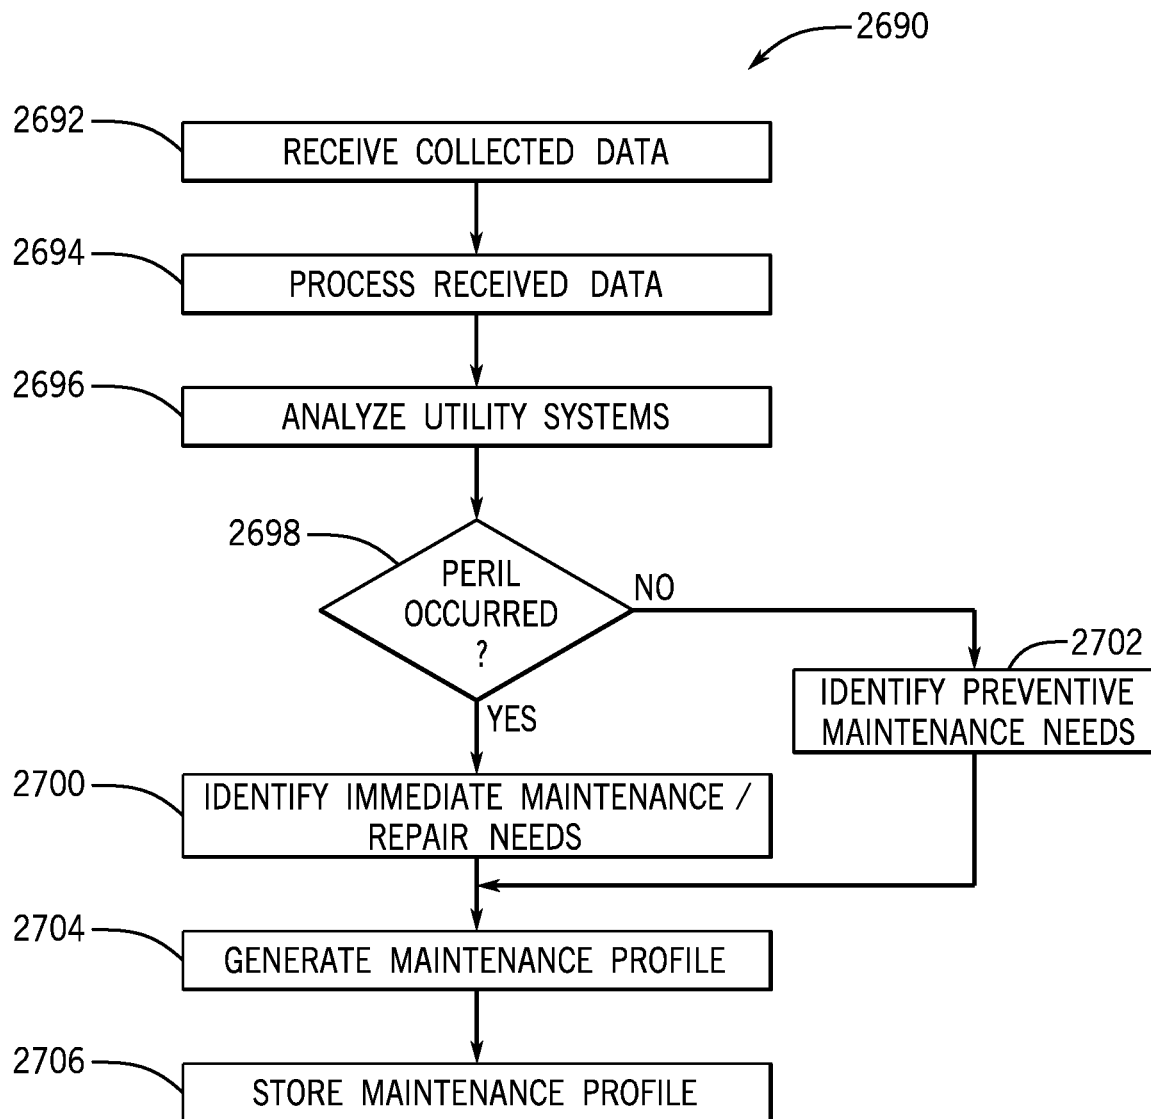 2690
2692
RECEIVE COLLECTED DATA
2694
PROCESS RECEIVED DATA
2696
ANALYZE UTILITY SYSTEMS
2698
PERIL
OCCURRED
?
NO
YES
2702
IDENTIFY PREVENTIVE
MAINTENANCE NEEDS
2700
IDENTIFY IMMEDIATE MAINTENANCE /
REPAIR NEEDS
2704
GENERATE MAINTENANCE PROFILE
2706
STORE MAINTENANCE PROFILE